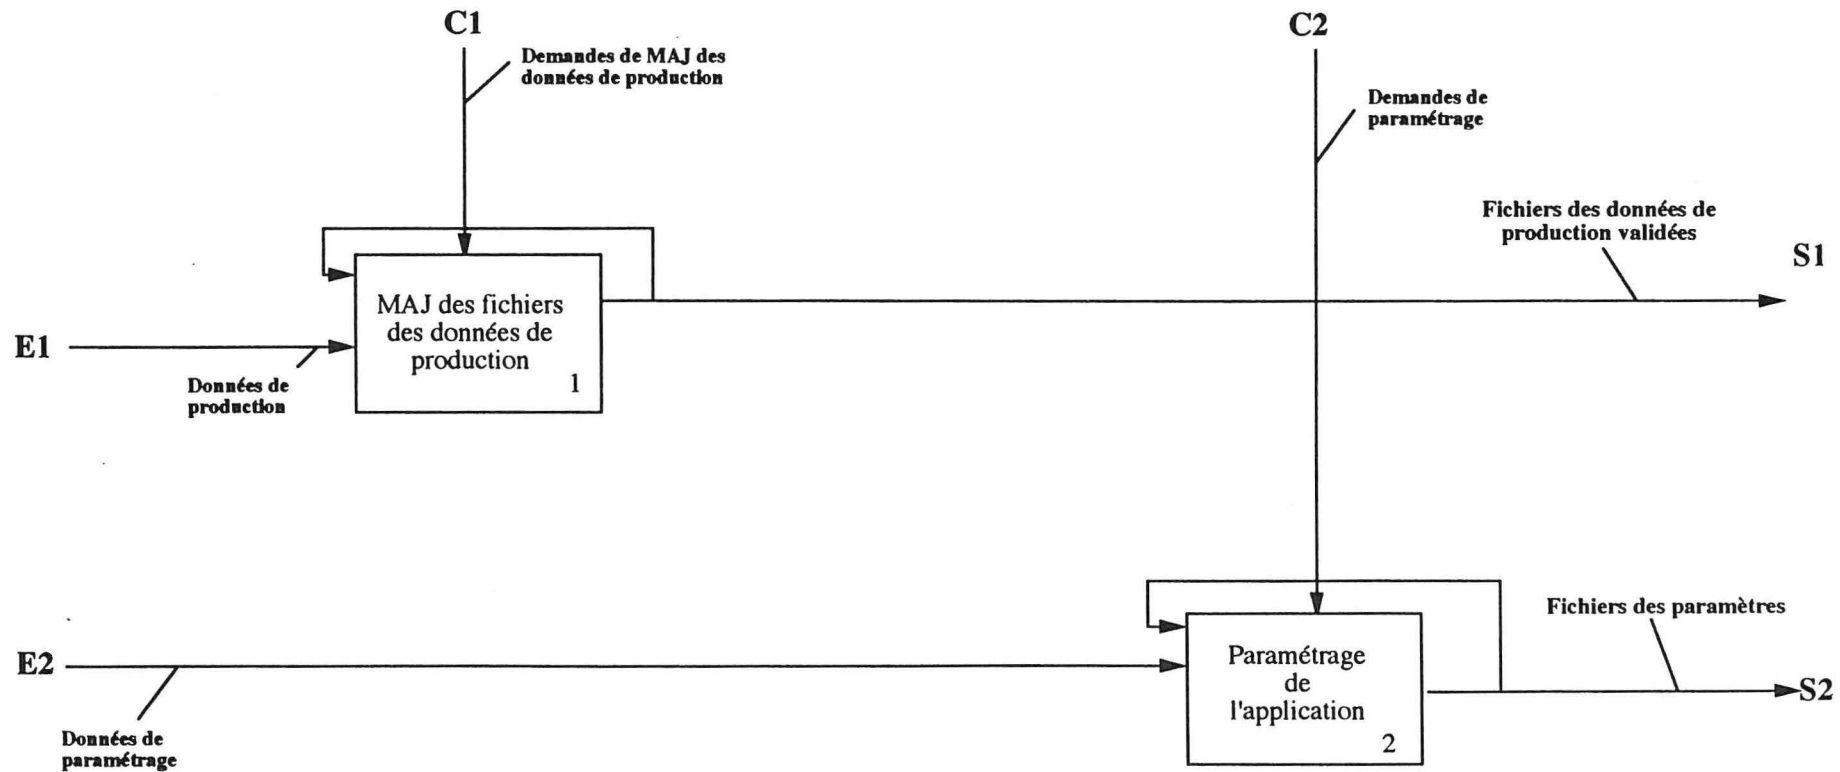 C1
C2
Demandes de MAJ des
données de production
Demandes de
paramétrage
Fichiers des données de
production validées
S1
MAJ des fichiers
des données de
production
1
E1
Données de
production
Fichiers des paramètres
E2
Paramétrage
de
l'application
2
S2
Données de
paramétrage